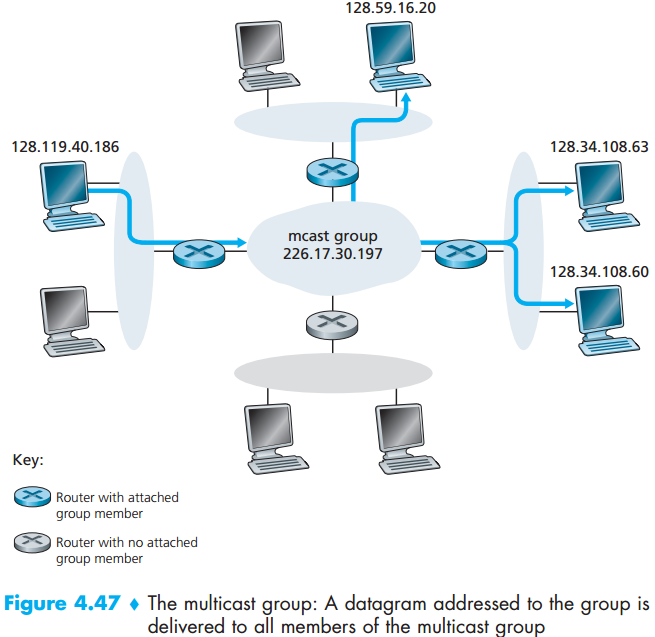 128.59.16.20
128.119.40.186
128.34.108.63
mcast group
226.17.30.197
128.34.108.60
Key:
Router with attached
group member
Router with no attached
group member
Figure 4.47 ♦ The multicast group: A datagram addressed to the group is
delivered to all members of the multicast group